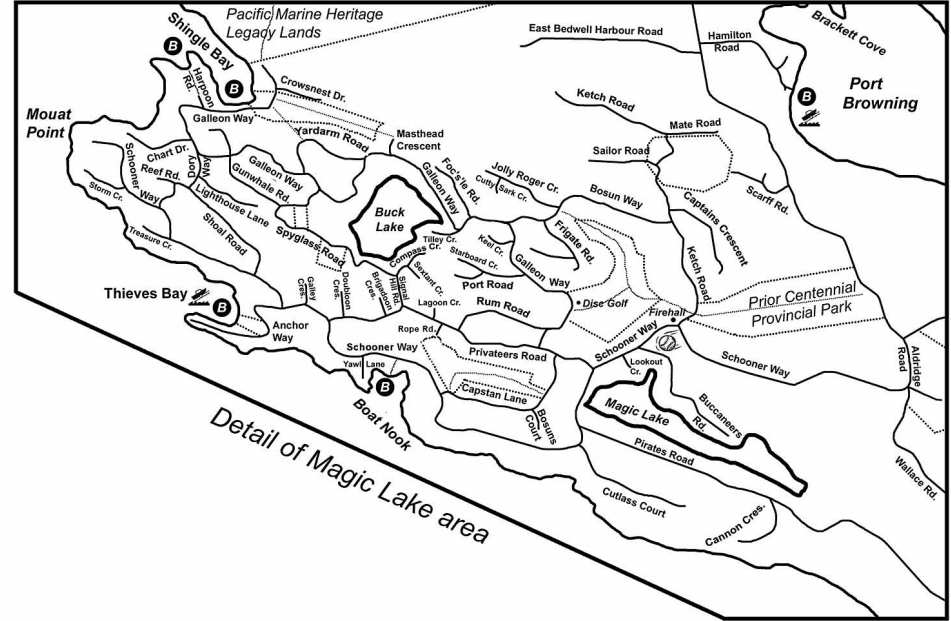 Pacific Marine Heritage
Legacy Lands
Shingle Bay
B
B
Harpoon
Rd.
Galleon Way
Crowsnest Dr.
Yardarm Road
Masthead
Crescent
East Bedwell Harbour Road
Hamilton
Road
Brackett Cove
Port
Browning
B
Ketch Road
Mate Road
Sailor Road
Scarff Rd.
Mouat
Point
Schooner Way
Chart Dr.
Reef Rd.
Dory Way
Galleon Way
Gunwhale Rd.
Storm Cr.
Treasure Cr.
Lighthouse Lane
Shoal Road
Spyglass Road
Buck
Lake
Foc'sle Rd.
Galleon Way
Jolly Roger Cr.
Cutty Sark Cr.
Bosun Way
Captains Crescent
Ketch Road
Tilley Cr.
Compass Cr.
Keel Cr.
Starboard Cr.
Galleon Way
Frigate Rd.
Port Road
Sextant Cr.
Lagoon Cr.
Rum Road
Rope Rd.
Galley
Cres.
Doubloon
Cres.
Brigadoon
Cres.
Signal
Hill Rd.
Thieves Bay
B
Anchor
Way
Schooner Way
Yawl Lane
B
Boat Nook
Privateers Road
Capstan Lane
Bosuns
Court
Disc Golf
Firehall
Schooner Way
Prior Centennial
Provincial Park
Schooner Way
Lookout
Cr.
Aldridge
Road
Magic Lake
Buccaneers
Rd.
Pirates Road
Cutlass Court
Cannon Cres.
Wallace Rd.
Detail of Magic Lake area